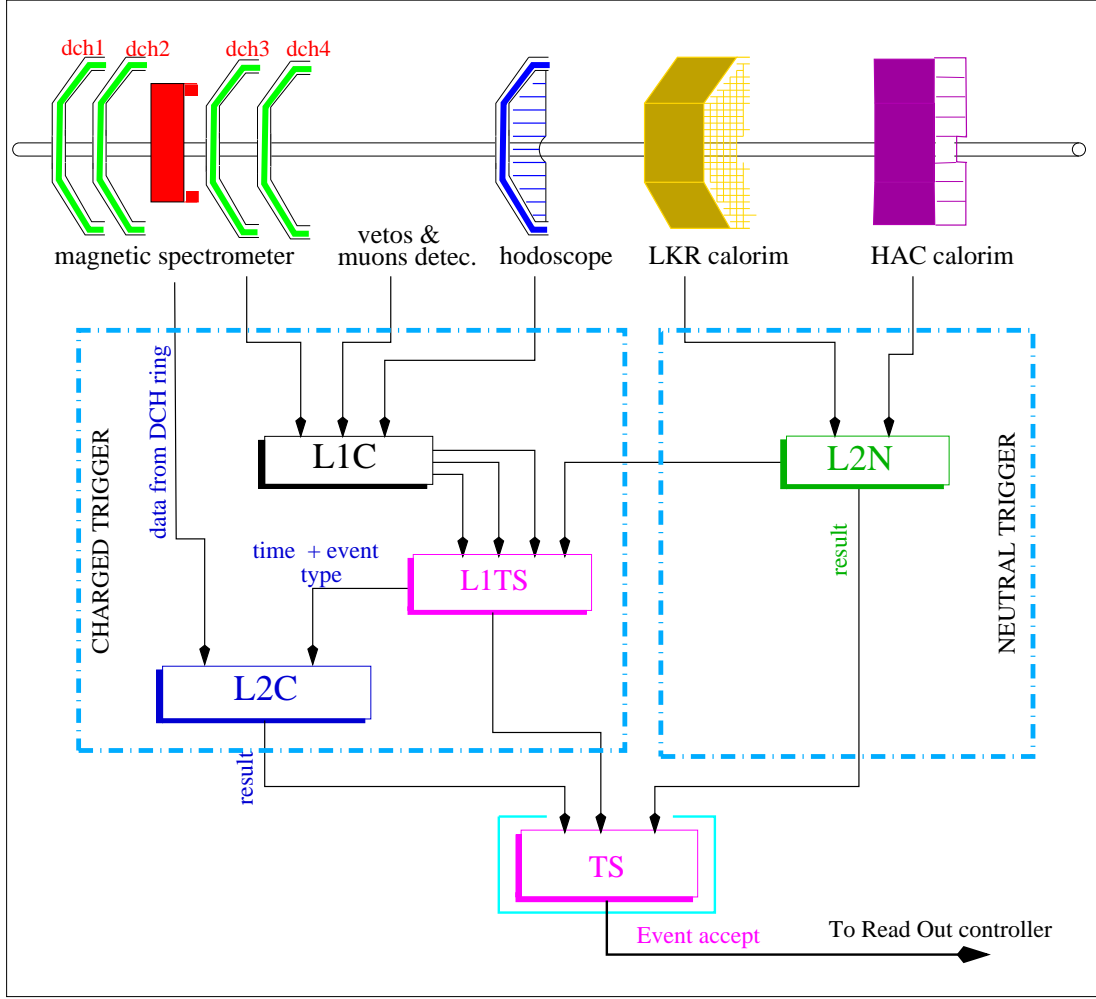 dch1
dch2
dch3
dch4
magnetic spectrometer
vetos &
muons detec.
hodoscope
LKR calorim
HAC calorim
data from DCH ring
CHARGED TRIGGER
L1C
L2N
NEUTRAL TRIGGER
time + event
type
L1TS
result
L2C
result
TS
Event accept
To Read Out controller